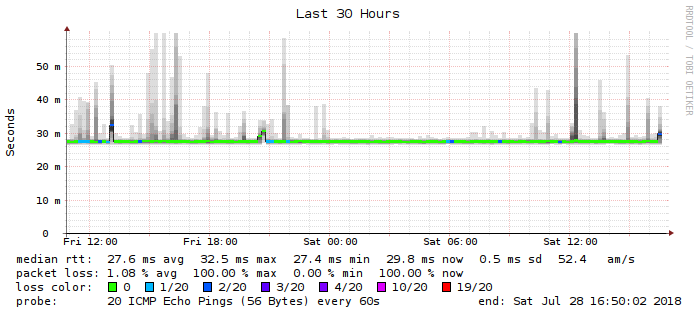 Last 30 Hours
RRDTOOL / TOBI OETIKER
Seconds
50 m
40 m
30 m
20 m
10 m
0
Fri 12:00 Fri 18:00 Sat 00:00 Sat 06:00 Sat 12:00
median rtt: 27.6 ms avg 32.5 ms max 27.4 ms min 29.8 ms now 0.5 ms sd 52.4 am/s
packet loss: 1.08 % avg 100.00 % max 0.00 % min 100.00 % now
loss color: 0 1/20 2/20 3/20 4/20 10/20 19/20
probe: 20 ICMP Echo Pings (56 Bytes) every 60s end: Sat Jul 28 16:50:02 2018